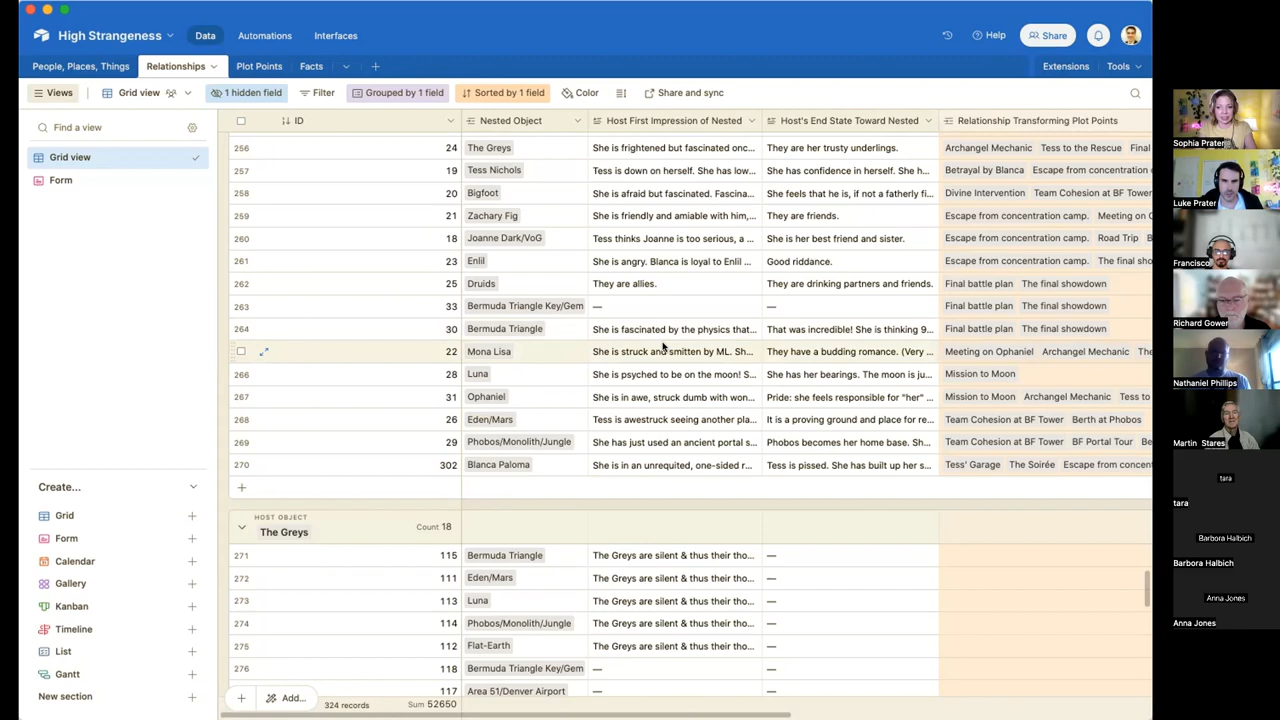 High Strangeness
Data
Automations
Interfaces
Help
Share
People, Places, Things
Relationships
Plot Points
Facts
Extensions
Tools
Views
Grid view
1 hidden field
Filter
Grouped by 1 field
Sorted by 1 field
Color
Share and sync
Find a view
Grid view
Form
Create...
Grid
Form
Calendar
Gallery
Kanban
Timeline
List
Gantt
New section
ID Nested Object Host First Impression of Nested Host's End State Toward Nested Relationship Transforming Plot Points
256 24 The Greys She is frightened but fascinated onc... They are her trusty underlings. Archangel Mechanic Tess to the Rescue Final
257 19 Tess Nichols Tess is down on herself. She has low... She has confidence in herself. She h... Betrayal by Blanca Escape from concentration
258 20 Bigfoot She is afraid but fascinated. Fascina... She feels that he is, if not a fatherly fi... Divine Intervention Team Cohesion at BF Tower
259 21 Zachary Fig She is friendly and amiable with him,... They are friends. Escape from concentration camp. Meeting on
260 18 Joanne Dark/VoG Tess thinks Joanne is too serious, a ... She is her best friend and sister. Escape from concentration camp. Road Trip
261 23 Enlil She is angry. Blanca is loyal to Enlil ... Good riddance. Escape from concentration camp. The final sho
262 25 Druids They are allies. They are drinking partners and friends. Final battle plan The final showdown
263 33 Bermuda Triangle Key/Gem — — Final battle plan The final showdown
264 30 Bermuda Triangle She is fascinated by the physics that... That was incredible! She is thinking 9... Final battle plan The final showdown
22 Mona Lisa She is struck and smitten by ML. Sh... They have a budding romance. (Very ... Meeting on Ophaniel Archangel Mechanic
266 28 Luna She is psyched to be on the moon! S... She has her bearings. The moon is ju... Mission to Moon
267 31 Ophaniel She is in awe, struck dumb with won... Pride: she feels responsible for "her" ... Mission to Moon Archangel Mechanic Tess to
268 26 Eden/Mars Tess is awestruck seeing another pla... It is a proving ground and place for re... Team Cohesion at BF Tower Berth at Phobos
269 29 Phobos/Monolith/Jungle She has just used an ancient portal s... Phobos becomes her home base. Sh... Team Cohesion at BF Tower BF Portal Tour
270 302 Blanca Paloma She is in an unrequited, one-sided r... Tess is pissed. She has built up her s... Tess' Garage The Soirée Escape from concent
HOST OBJECT
The Greys Count 18
271 115 Bermuda Triangle The Greys are silent & thus their tho... —
272 111 Eden/Mars The Greys are silent & thus their tho... —
273 113 Luna The Greys are silent & thus their tho... —
274 114 Phobos/Monolith/Jungle The Greys are silent & thus their tho... —
275 112 Flat-Earth The Greys are silent & thus their tho... —
276 118 Bermuda Triangle Key/Gem — —
117 Area 51/Denver Airport — —
Add...
324 records Sum 52650
Sophia Prater
Luke Prater
Francisco
Richard Gower
Nathaniel Phillips
Martin Stares
tara
tara
Barbora Halbich
Barbora Halbich
Anna Jones
Anna Jones